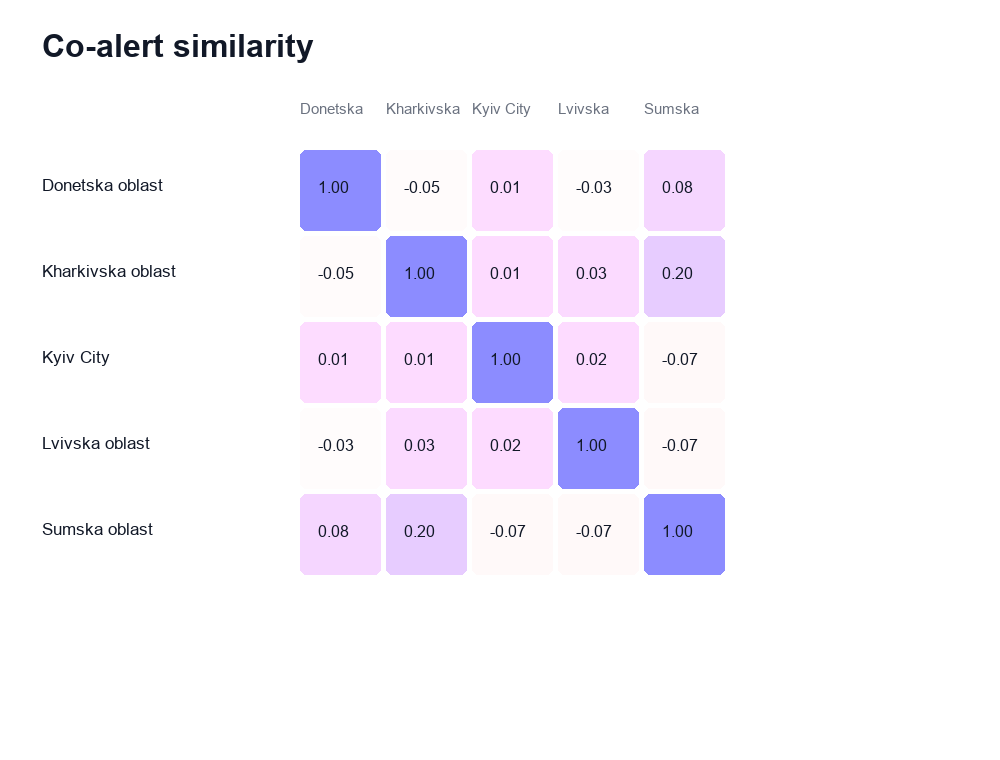 Co-alert similarity
Donetska Kharkivska Kyiv City Lvivska Sumska
Donetska oblast 1.00 -0.05 0.01 -0.03 0.08
Kharkivska oblast -0.05 1.00 0.01 0.03 0.20
Kyiv City 0.01 0.01 1.00 0.02 -0.07
Lvivska oblast -0.03 0.03 0.02 1.00 -0.07
Sumska oblast 0.08 0.20 -0.07 -0.07 1.00